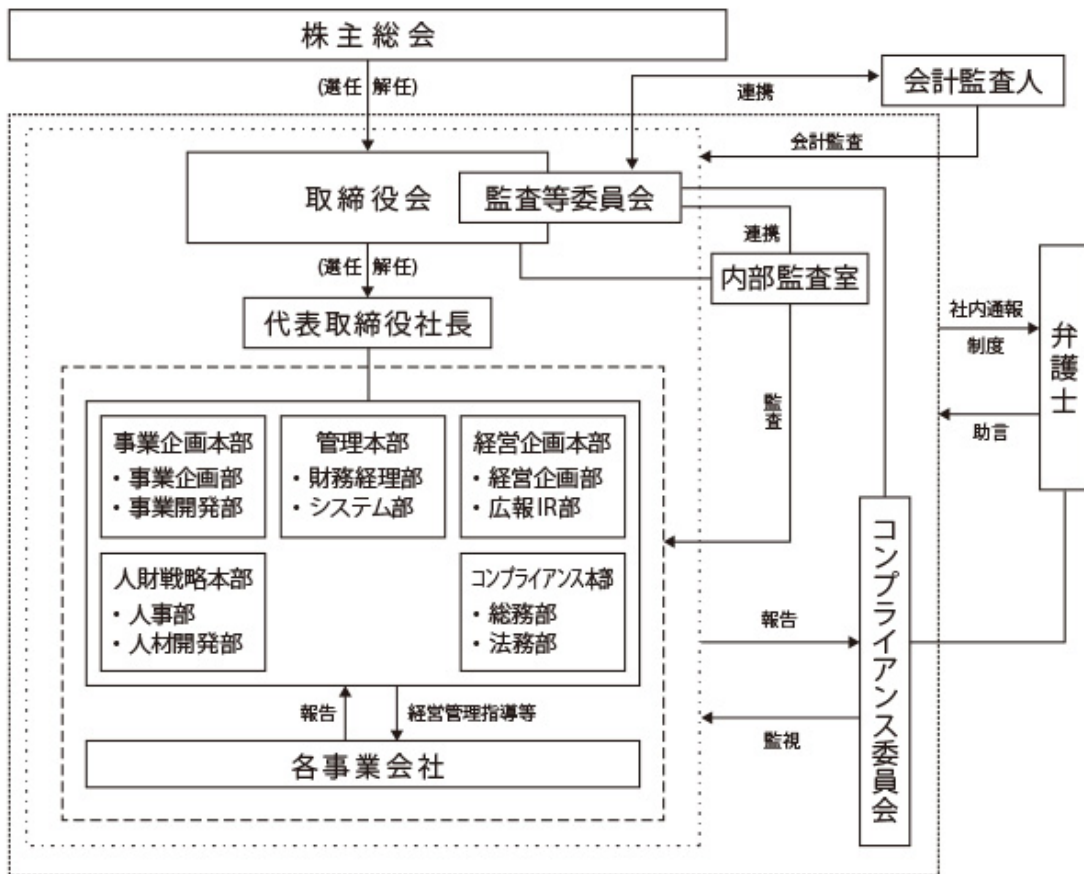 株主総会
(選任 解任)
連携
会計監査人
会計監査
取締役会
監査等委員会
連携
(選任 解任)
内部監査室
代表取締役社長
社内通報
制度
弁護士
助言
監査
事業企画本部
・事業企画部
・事業開発部
管理本部
・財務経理部
・システム部
経営企画本部
・経営企画部
・広報IR部
人財戦略本部
・人事部
・人材開発部
コンプライアンス本部
・総務部
・法務部
コンプライアンス委員会
報告
監視
報告
経営管理指導等
各事業会社